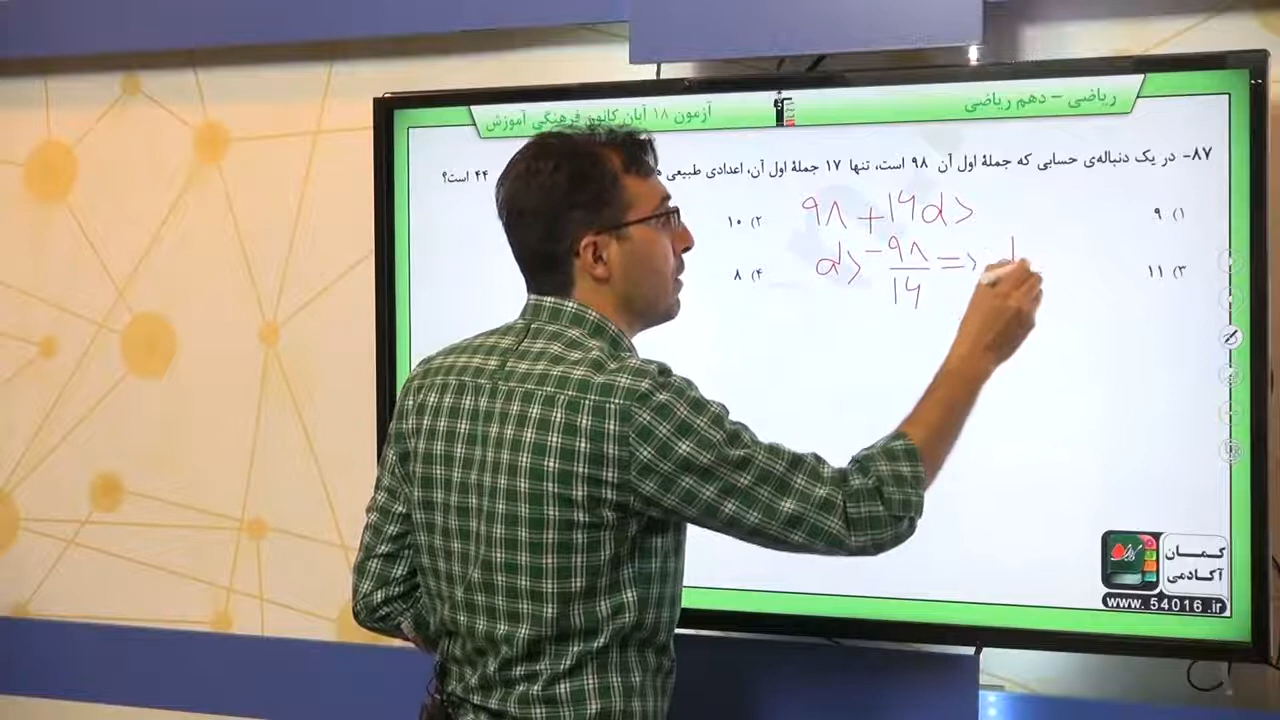 ریاضی - دهم ریاضی
آزمون ۱۸ آبان کانون فرهنگی آموزش
۸۷- در یک دنباله‌ی حسابی که جملهٔ اول آن ۹۸ است، تنها ۱۷ جملهٔ اول آن، اعدادی طبیعی ۴۴ است؟
۱) ۹
۲) ۱۰
۳) ۱۱
۴) ۸
۹۸ + ۱۶d >
d > -۹۸/۱۶ => d
کمان
آکادمی
www.54016.ir